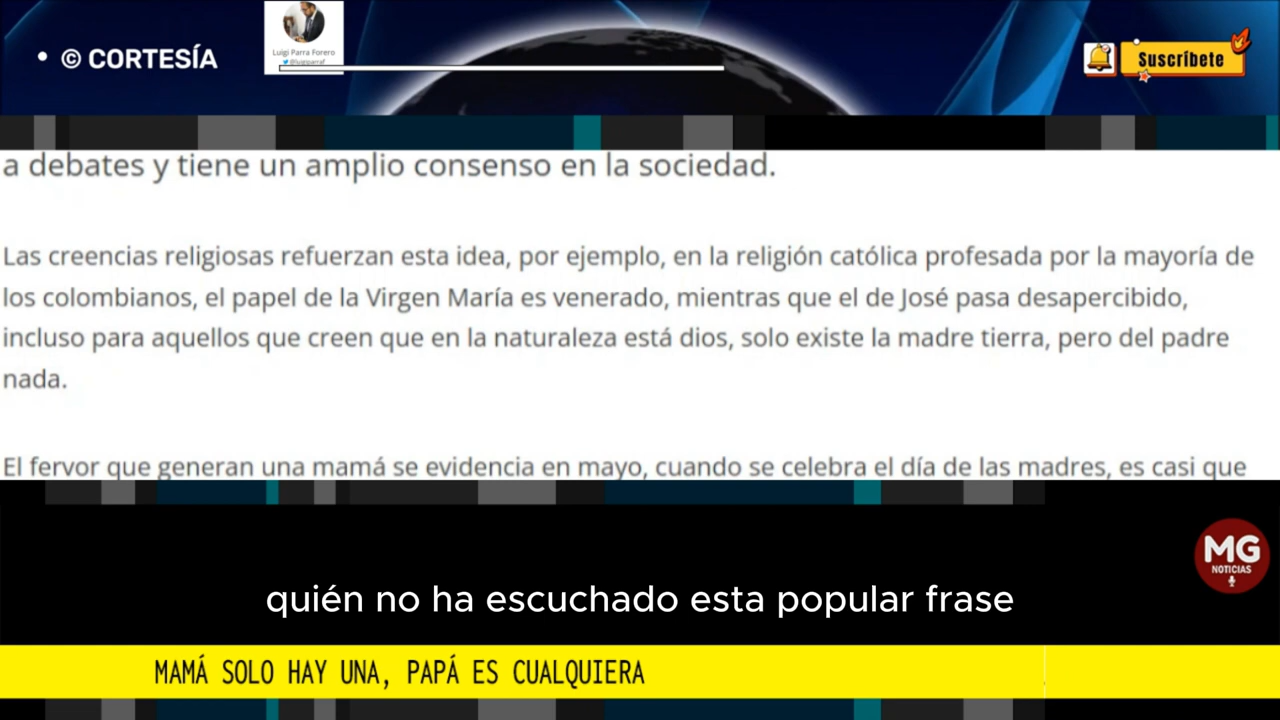 • © CORTESÍA
Luigi Parra Forero
@luigiparraf
Suscríbete
a debates y tiene un amplio consenso en la sociedad.
Las creencias religiosas refuerzan esta idea, por ejemplo, en la religión católica profesada por la mayoría de
los colombianos, el papel de la Virgen María es venerado, mientras que el de José pasa desapercibido,
incluso para aquellos que creen que en la naturaleza está dios, solo existe la madre tierra, pero del padre
nada.
El fervor que generan una mamá se evidencia en mayo, cuando se celebra el día de las madres, es casi que
MG
NOTICIAS
quién no ha escuchado esta popular frase
MAMÁ SOLO HAY UNA, PAPÁ ES CUALQUIERA